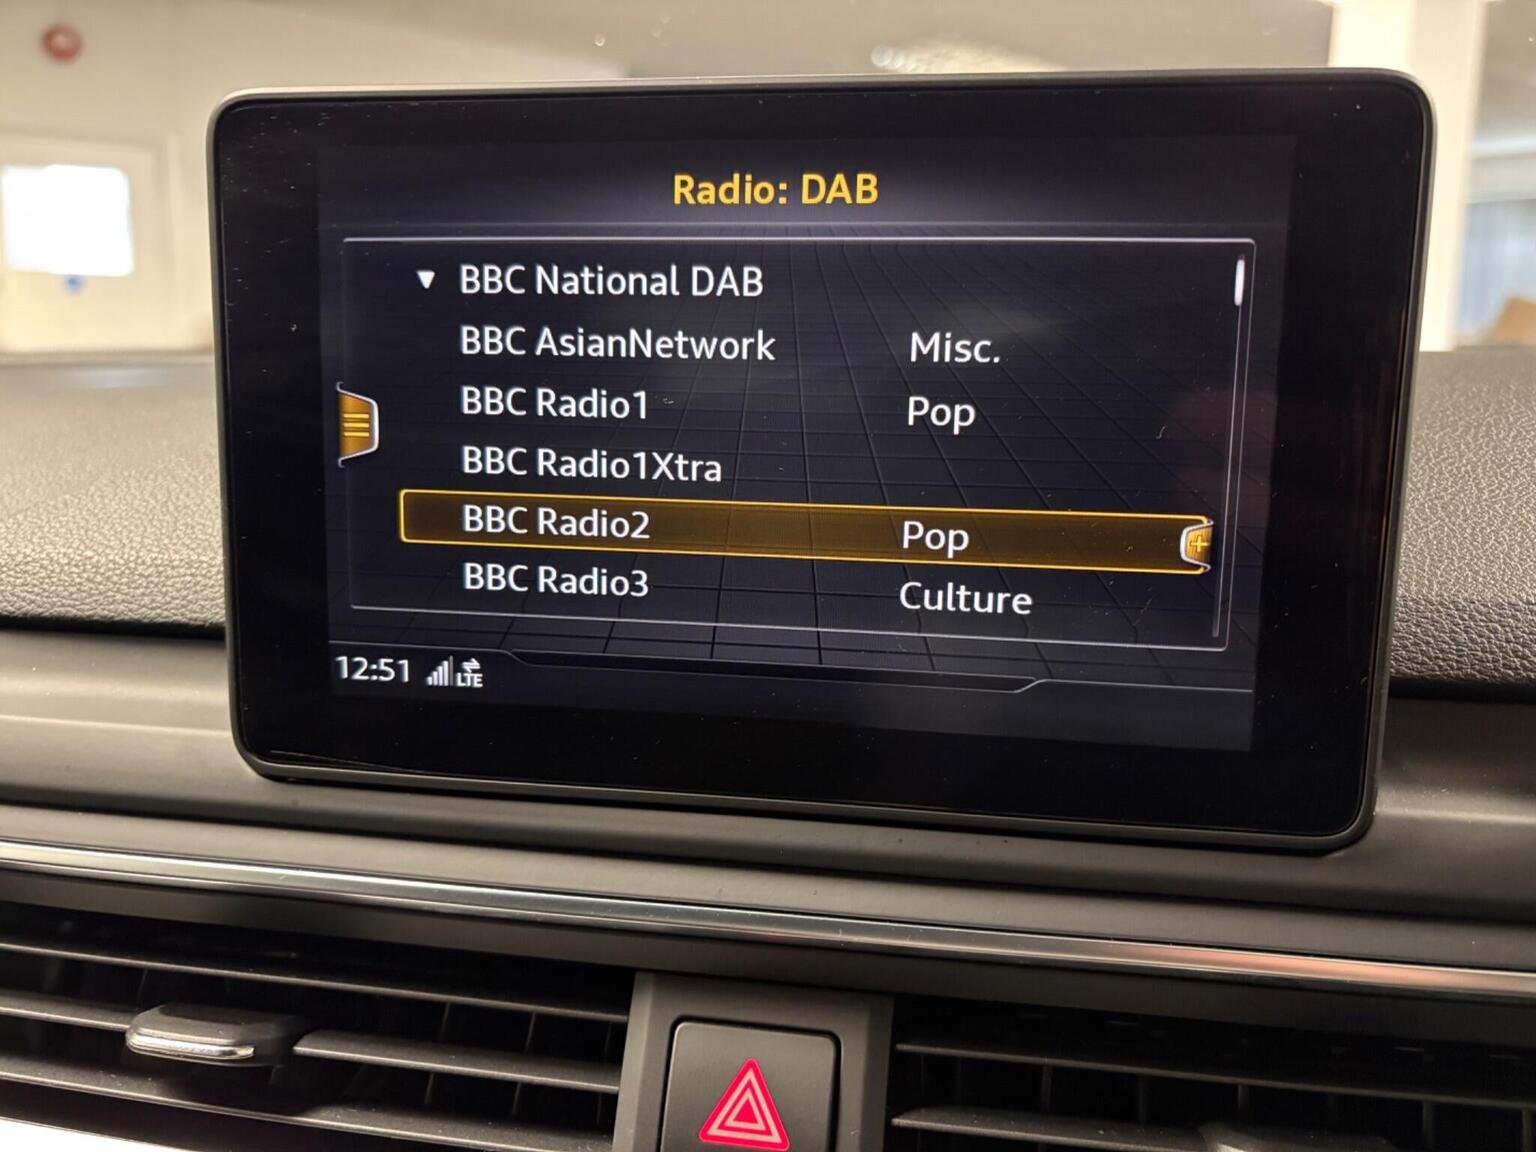 Radio: DAB
BBC National DAB
BBC AsianNetwork Misc.
BBC Radio1 Pop
BBC Radio1Xtra
BBC Radio2 Pop
BBC Radio3 Culture
12:51 LTE